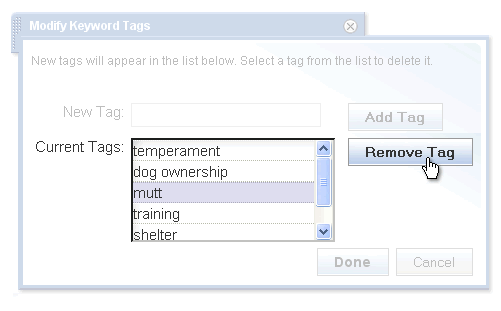 Modify Keyword Tags
New tags will appear in the list below. Select a tag from the list to delete it.
New Tag:
Add Tag
Current Tags:
temperament
dog ownership
mutt
training
shelter
Remove Tag
Done
Cancel